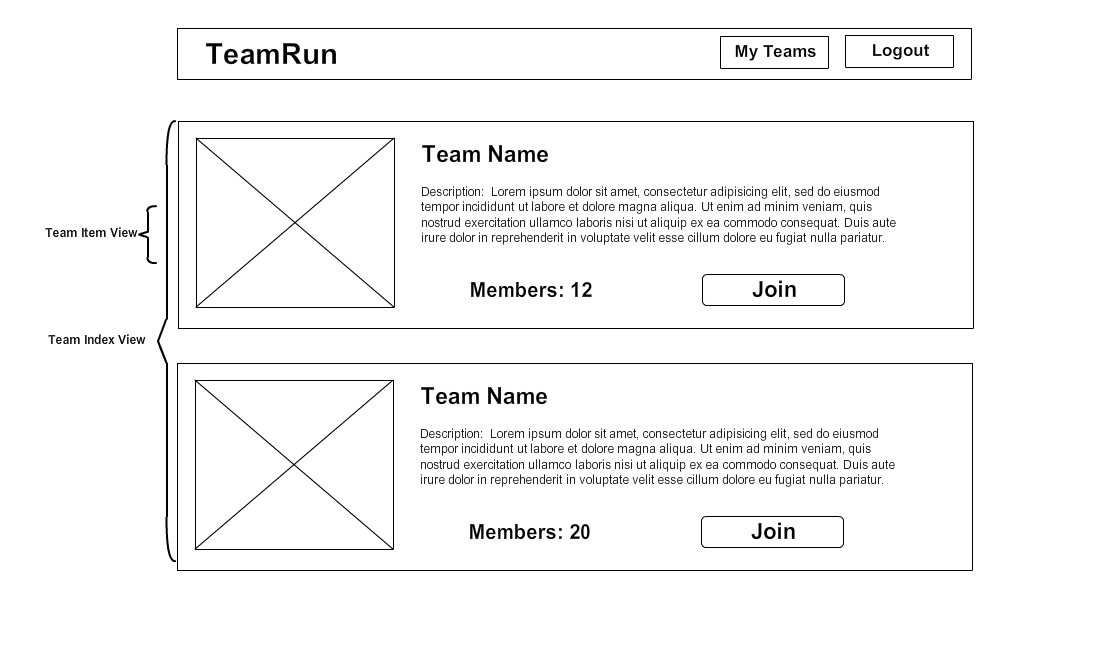 TeamRun
My Teams
Logout
Team Name
Description:  Lorem ipsum dolor sit amet, consectetur adipisicing elit, sed do eiusmod
tempor incididunt ut labore et dolore magna aliqua. Ut enim ad minim veniam, quis
nostrud exercitation ullamco laboris nisi ut aliquip ex ea commodo consequat. Duis aute
irure dolor in reprehenderit in voluptate velit esse cillum dolore eu fugiat nulla pariatur.
Team Item View
Members: 12
Join
Team Index View
Team Name
Description:  Lorem ipsum dolor sit amet, consectetur adipisicing elit, sed do eiusmod
tempor incididunt ut labore et dolore magna aliqua. Ut enim ad minim veniam, quis
nostrud exercitation ullamco laboris nisi ut aliquip ex ea commodo consequat. Duis aute
irure dolor in reprehenderit in voluptate velit esse cillum dolore eu fugiat nulla pariatur.
Members: 20
Join